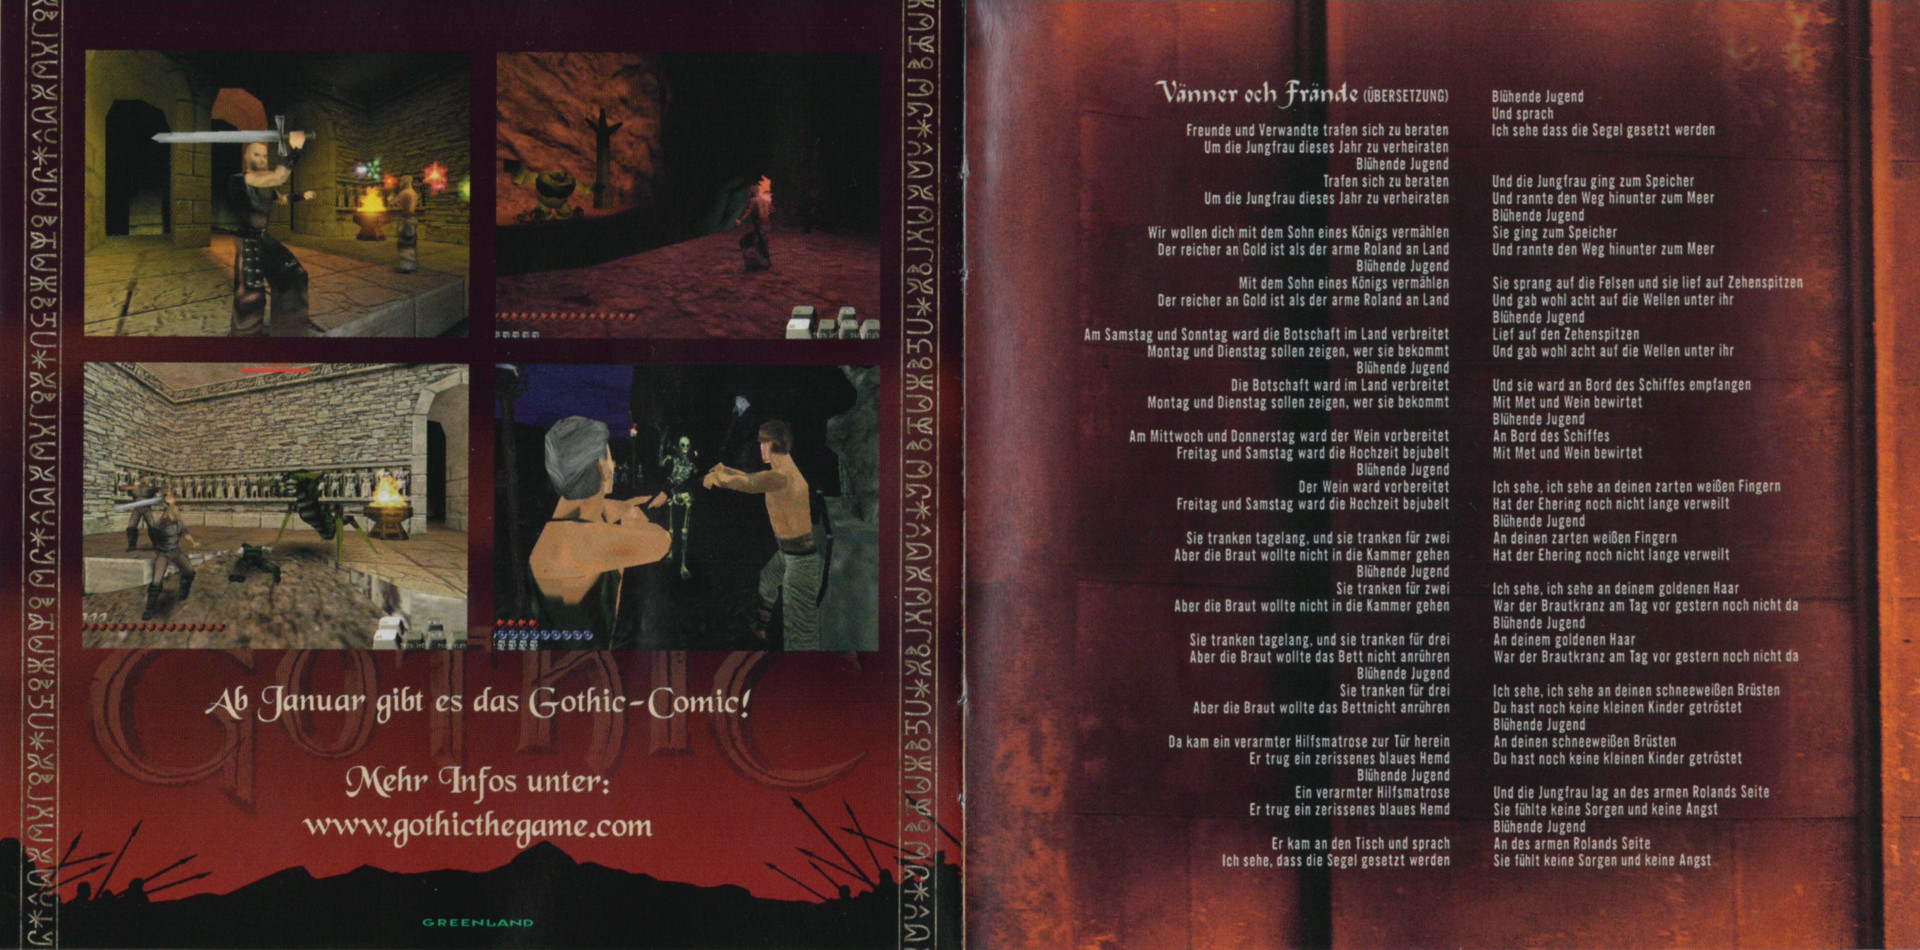 Ab Januar gibt es das Gothic-Comic!
Mehr Infos unter:
www.gothicthegame.com
GOTHIC
GREENLAND
Vänner och Frände (ÜBERSETZUNG)
Freunde und Verwandte trafen sich zu beraten
Um die Jungfrau dieses Jahr zu verheiraten
Blühende Jugend
Trafen sich zu beraten
Um die Jungfrau dieses Jahr zu verheiraten
Wir wollen dich mit dem Sohn eines Königs vermählen
Der reicher an Gold ist als der arme Roland an Land
Blühende Jugend
Mit dem Sohn eines Königs vermählen
Der reicher an Gold ist als der arme Roland an Land
Am Samstag und Sonntag ward die Botschaft im Land verbreitet
Montag und Dienstag sollen zeigen, wer sie bekommt
Blühende Jugend
Die Botschaft ward im Land verbreitet
Montag und Dienstag sollen zeigen, wer sie bekommt
Am Mittwoch und Donnerstag ward der Wein vorbereitet
Freitag und Samstag ward die Hochzeit bejubelt
Blühende Jugend
Der Wein ward vorbereitet
Freitag und Samstag ward die Hochzeit bejubelt
Sie tranken tagelang, und sie tranken für zwei
Aber die Braut wollte nicht in die Kammer gehen
Blühende Jugend
Sie tranken für zwei
Aber die Braut wollte nicht in die Kammer gehen
Sie tranken tagelang, und sie tranken für drei
Aber die Braut wollte das Bett nicht anrühren
Blühende Jugend
Sie tranken für drei
Aber die Braut wollte das Bettnicht anrühren
Da kam ein verarmter Hilfsmatrose zur Tür herein
Er trug ein zerissenes blaues Hemd
Blühende Jugend
Ein verarmter Hilfsmatrose
Er trug ein zerissenes blaues Hemd
Er kam an den Tisch und sprach
Ich sehe, dass die Segel gesetzt werden
Blühende Jugend
Und sprach
Ich sehe dass die Segel gesetzt werden
Und die Jungfrau ging zum Speicher
Und rannte den Weg hinunter zum Meer
Blühende Jugend
Sie ging zum Speicher
Und rannte den Weg hinunter zum Meer
Sie sprang auf die Felsen und sie lief auf Zehenspitzen
Und gab wohl acht auf die Wellen unter ihr
Blühende Jugend
Lief auf den Zehenspitzen
Und gab wohl acht auf die Wellen unter ihr
Und sie ward an Bord des Schiffes empfangen
Mit Met und Wein bewirtet
Blühende Jugend
An Bord des Schiffes
Mit Met und Wein bewirtet
Ich sehe, ich sehe an deinen zarten weißen Fingern
Hat der Ehering noch nicht lange verweilt
Blühende Jugend
An deinen zarten weißen Fingern
Hat der Ehering noch nicht lange verweilt
Ich sehe, ich sehe an deinem goldenen Haar
War der Brautkranz am Tag vor gestern noch nicht da
Blühende Jugend
An deinem goldenen Haar
War der Brautkranz am Tag vor gestern noch nicht da
Ich sehe, ich sehe an deinen schneeweißen Brüsten
Du hast noch keine kleinen Kinder getröstet
Blühende Jugend
An deinen schneeweißen Brüsten
Du hast noch keine kleinen Kinder getröstet
Und die Jungfrau lag an des armen Rolands Seite
Sie fühlte keine Sorgen und keine Angst
Blühende Jugend
An des armen Rolands Seite
Sie fühlt keine Sorgen und keine Angst